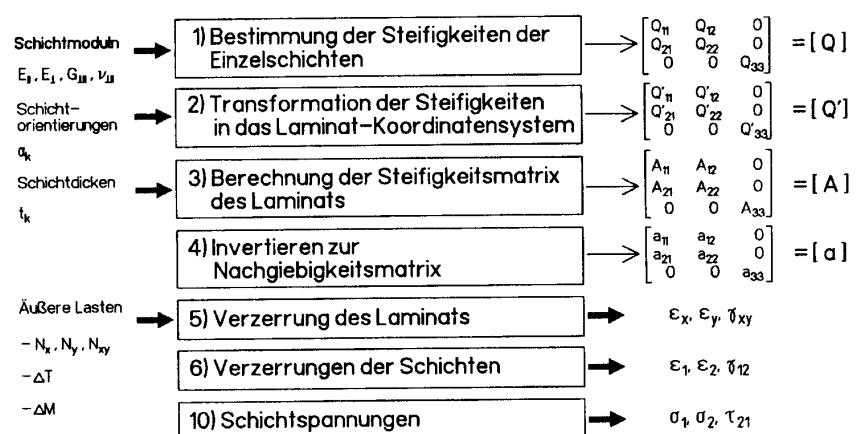 Schichtmoduln
E∥, E⊥, G⊥∥, ν⊥∥
1) Bestimmung der Steifigkeiten der
Einzelschichten
Q11 Q12 0
Q21 Q22 0
0 0 Q33
= [ Q ]
Schicht-
orientierungen
αk
2) Transformation der Steifigkeiten
in das Laminat-Koordinatensystem
Q'11 Q'12 0
Q'21 Q'22 0
0 0 Q'33
= [ Q' ]
Schichtdicken
tk
3) Berechnung der Steifigkeitsmatrix
des Laminats
A11 A12 0
A21 A22 0
0 0 A33
= [ A ]
4) Invertieren zur
Nachgiebigkeitsmatrix
a11 a12 0
a21 a22 0
0 0 a33
= [ a ]
Äußere Lasten
- Nx, Ny, Nxy
- ΔT
- ΔM
5) Verzerrung des Laminats
εx, εy, γxy
6) Verzerrungen der Schichten
ε1, ε2, γ12
10) Schichtspannungen
σ1, σ2, τ21